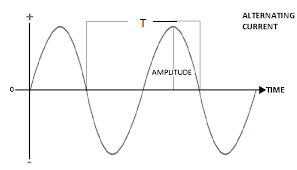 +
T
ALTERNATING
CURRENT
AMPLITUDE
0
TIME
-